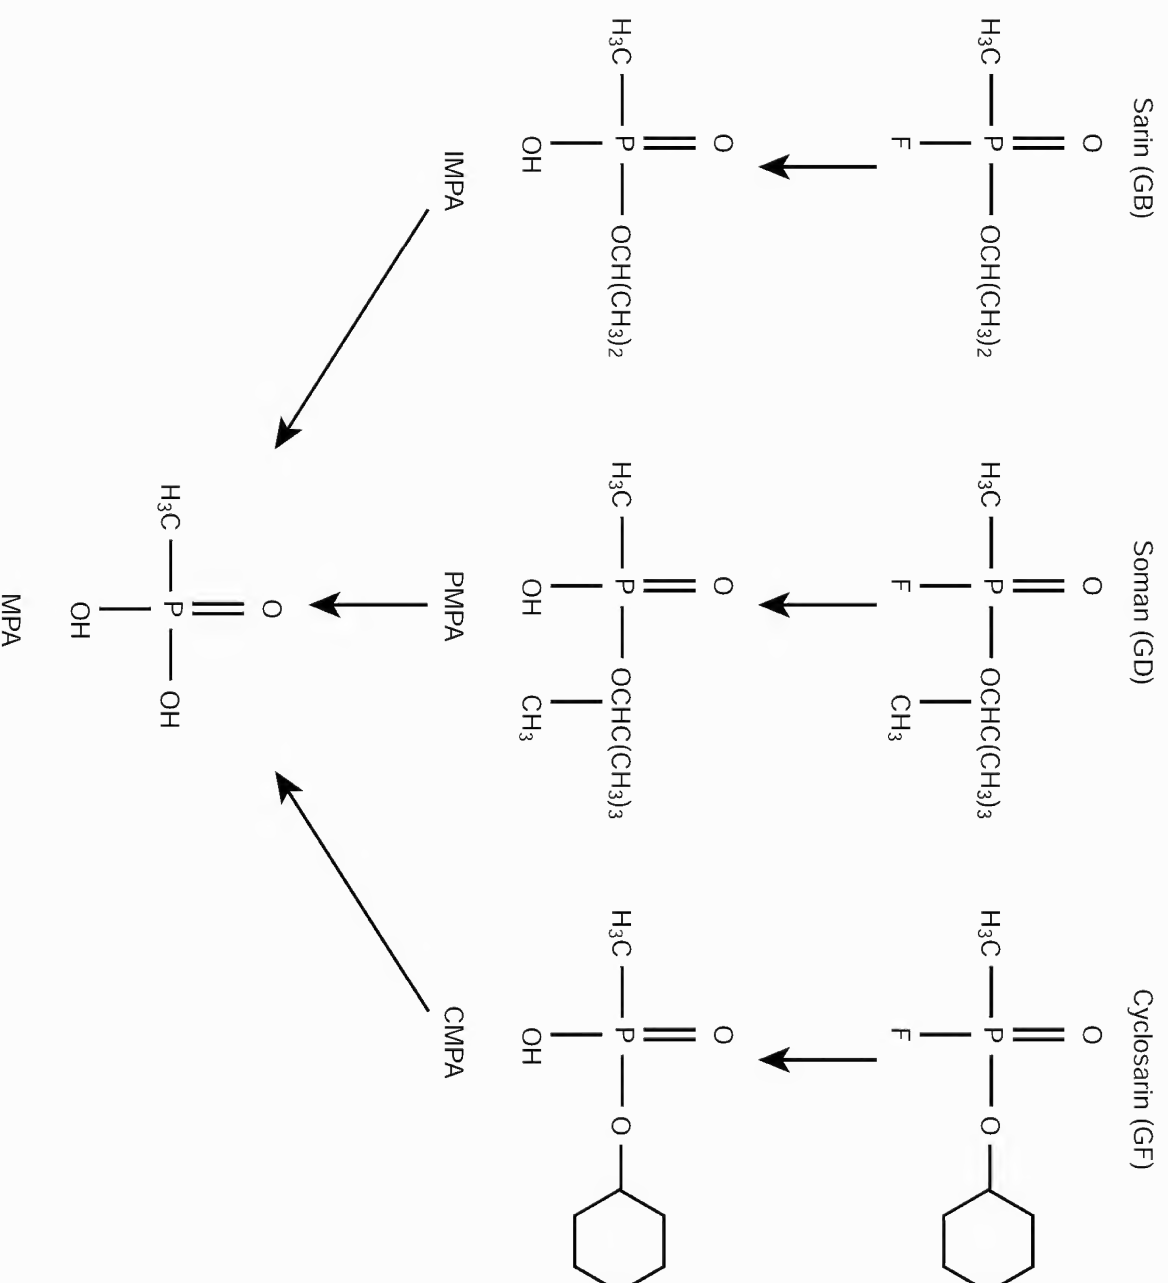 Sarin (GB)
Soman (GD)
Cyclosarin (GF)
O
H₃C P OCH(CH₃)₂
F
O
H₃C P OCHC(CH₃)₃
F CH₃
O
H₃C P O
F
O
H₃C P OCH(CH₃)₂
OH
O
H₃C P OCHC(CH₃)₃
OH CH₃
O
H₃C P O
OH
IMPA
PMPA
CMPA
O
H₃C P OH
OH
MPA